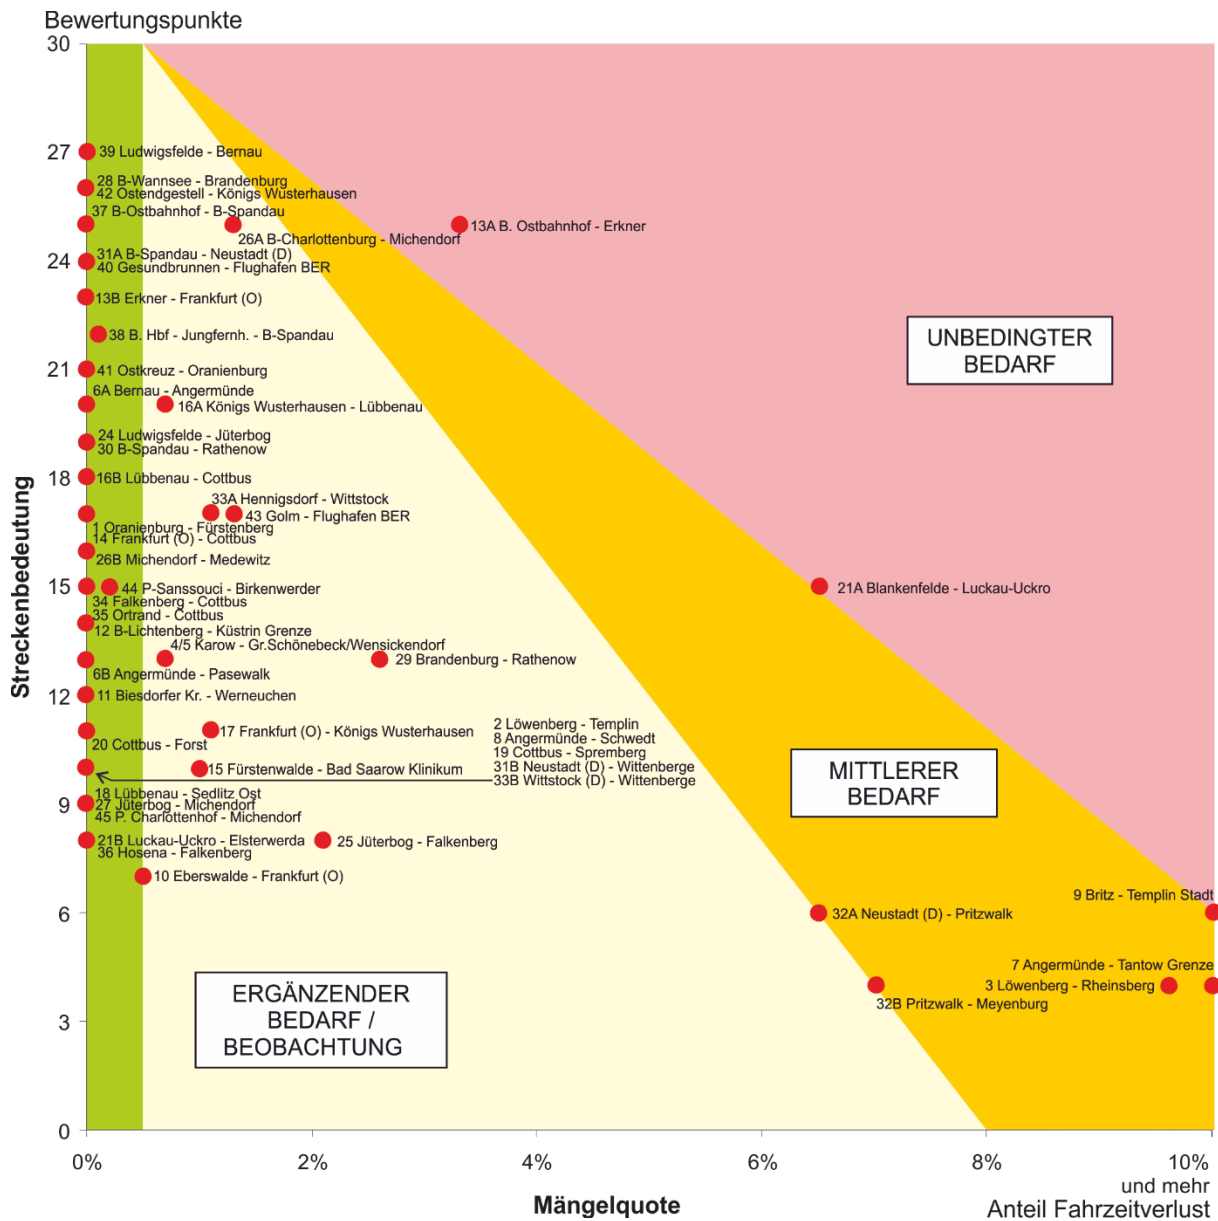 Bewertungspunkte
30
27
39 Ludwigsfelde - Bernau
28 B-Wannsee - Brandenburg
42 Ostendgestell - Königs Wusterhausen
37 B-Ostbahnhof - B-Spandau
26A B-Charlottenburg - Michendorf
13A B. Ostbahnhof - Erkner
24
31A B-Spandau - Neustadt (D)
40 Gesundbrunnen - Flughafen BER
13B Erkner - Frankfurt (O)
38 B. Hbf - Jungfernh. - B-Spandau
UNBEDINGTER
BEDARF
21
41 Ostkreuz - Oranienburg
6A Bernau - Angermünde
16A Königs Wusterhausen - Lübbenau
24 Ludwigsfelde - Jüterbog
30 B-Spandau - Rathenow
18
16B Lübbenau - Cottbus
33A Hennigsdorf - Wittstock
43 Golm - Flughafen BER
1 Oranienburg - Fürstenberg
14 Frankfurt (O) - Cottbus
26B Michendorf - Medewitz
15
44 P-Sanssouci - Birkenwerder
21A Blankenfelde - Luckau-Uckro
34 Falkenberg - Cottbus
35 Ortrand - Cottbus
12 B-Lichtenberg - Küstrin Grenze
4/5 Karow - Gr.Schönebeck/Wensickendorf
29 Brandenburg - Rathenow
6B Angermünde - Pasewalk
12
11 Biesdorfer Kr. - Werneuchen
17 Frankfurt (O) - Königs Wusterhausen
20 Cottbus - Forst
2 Löwenberg - Templin
8 Angermünde - Schwedt
19 Cottbus - Spremberg
31B Neustadt (D) - Wittenberge
33B Wittstock (D) - Wittenberge
15 Fürstenwalde - Bad Saarow Klinikum
MITTLERER
BEDARF
9
18 Lübbenau - Sedlitz Ost
27 Jüterbog - Michendorf
45 P. Charlottenhof - Michendorf
21B Luckau-Uckro - Elsterwerda
36 Hosena - Falkenberg
25 Jüterbog - Falkenberg
10 Eberswalde - Frankfurt (O)
6
9 Britz - Templin Stadt
32A Neustadt (D) - Pritzwalk
7 Angermünde - Tantow Grenze
3 Löwenberg - Rheinsberg
32B Pritzwalk - Meyenburg
ERGÄNZENDER
BEDARF /
BEOBACHTUNG
3
0
Streckenbedeutung
0%
2%
4%
6%
8%
10%
und mehr
Mängelquote
Anteil Fahrzeitverlust